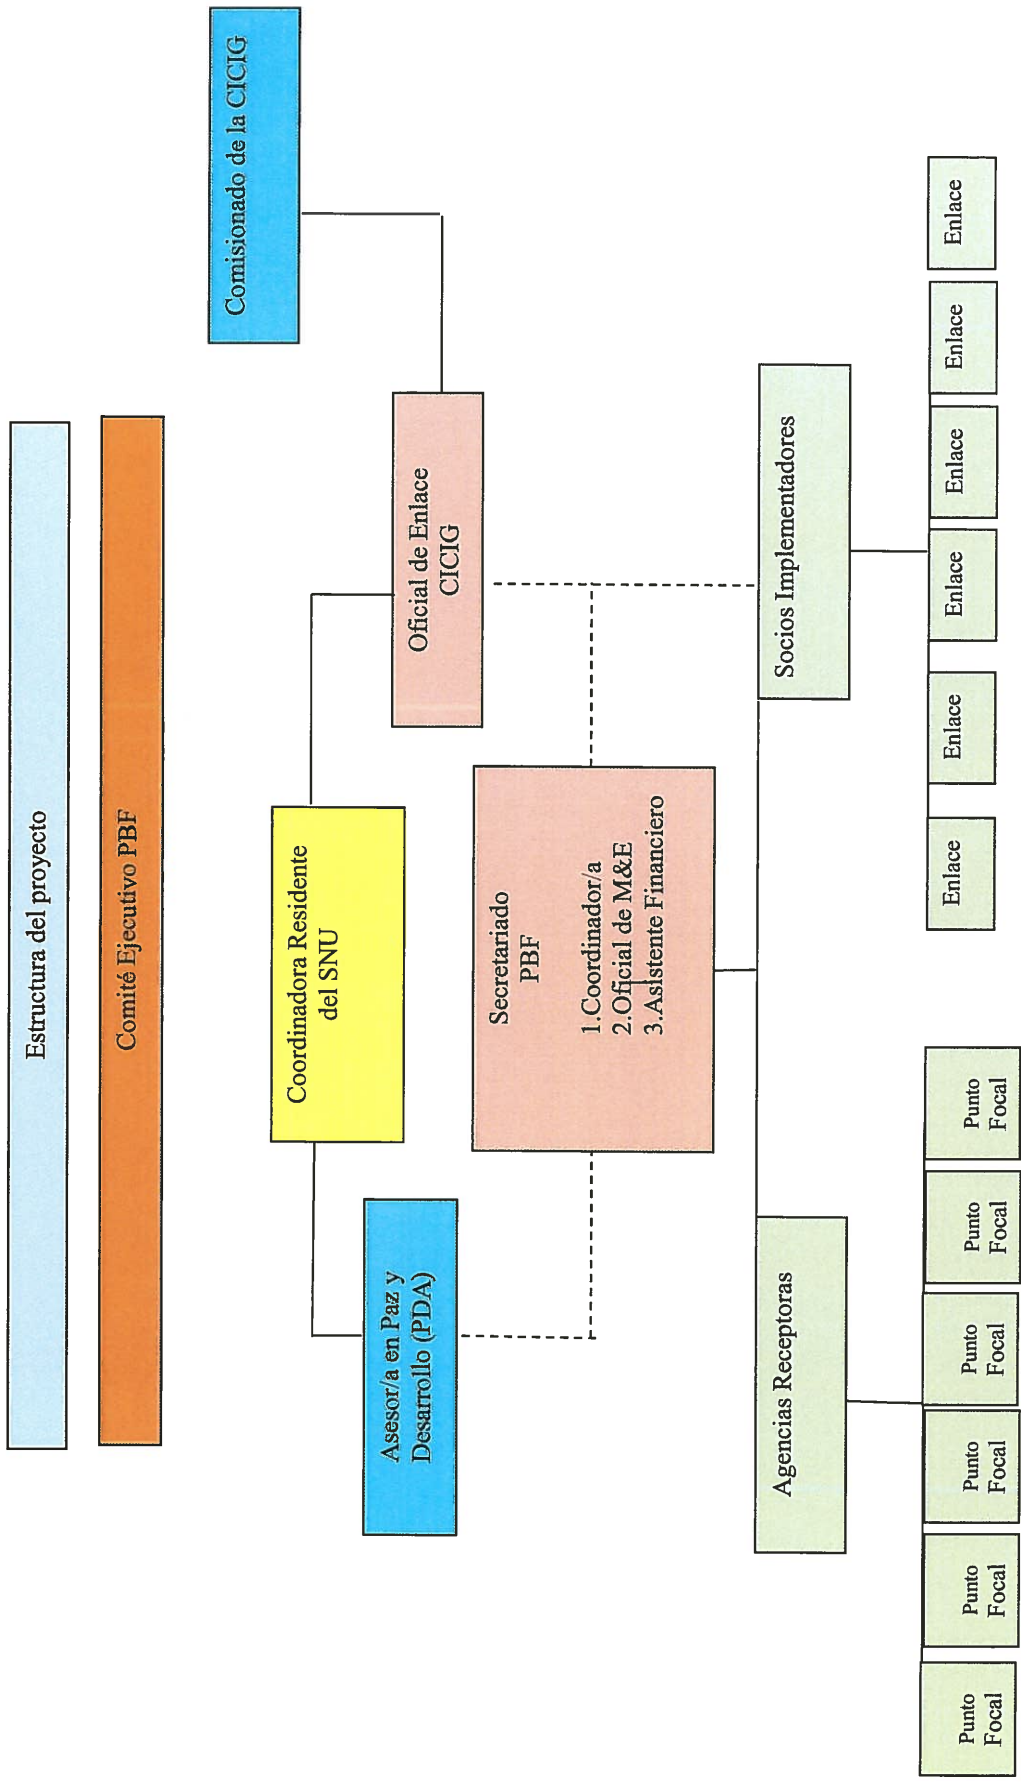 Estructura del proyecto
Comité Ejecutivo PBF
Comisionado de la CICIG
Coordinadora Residente
del SNU
Asesor/a en Paz y
Desarrollo (PDA)
Oficial de Enlace
CICIG
Secretariado
PBF
1.Coordinador/a
2.Oficial de M&E
3.Asistente Financiero
Agencias Receptoras
Socios Implementadores
Punto
Focal
Punto
Focal
Punto
Focal
Punto
Focal
Punto
Focal
Punto
Focal
Enlace
Enlace
Enlace
Enlace
Enlace
Enlace